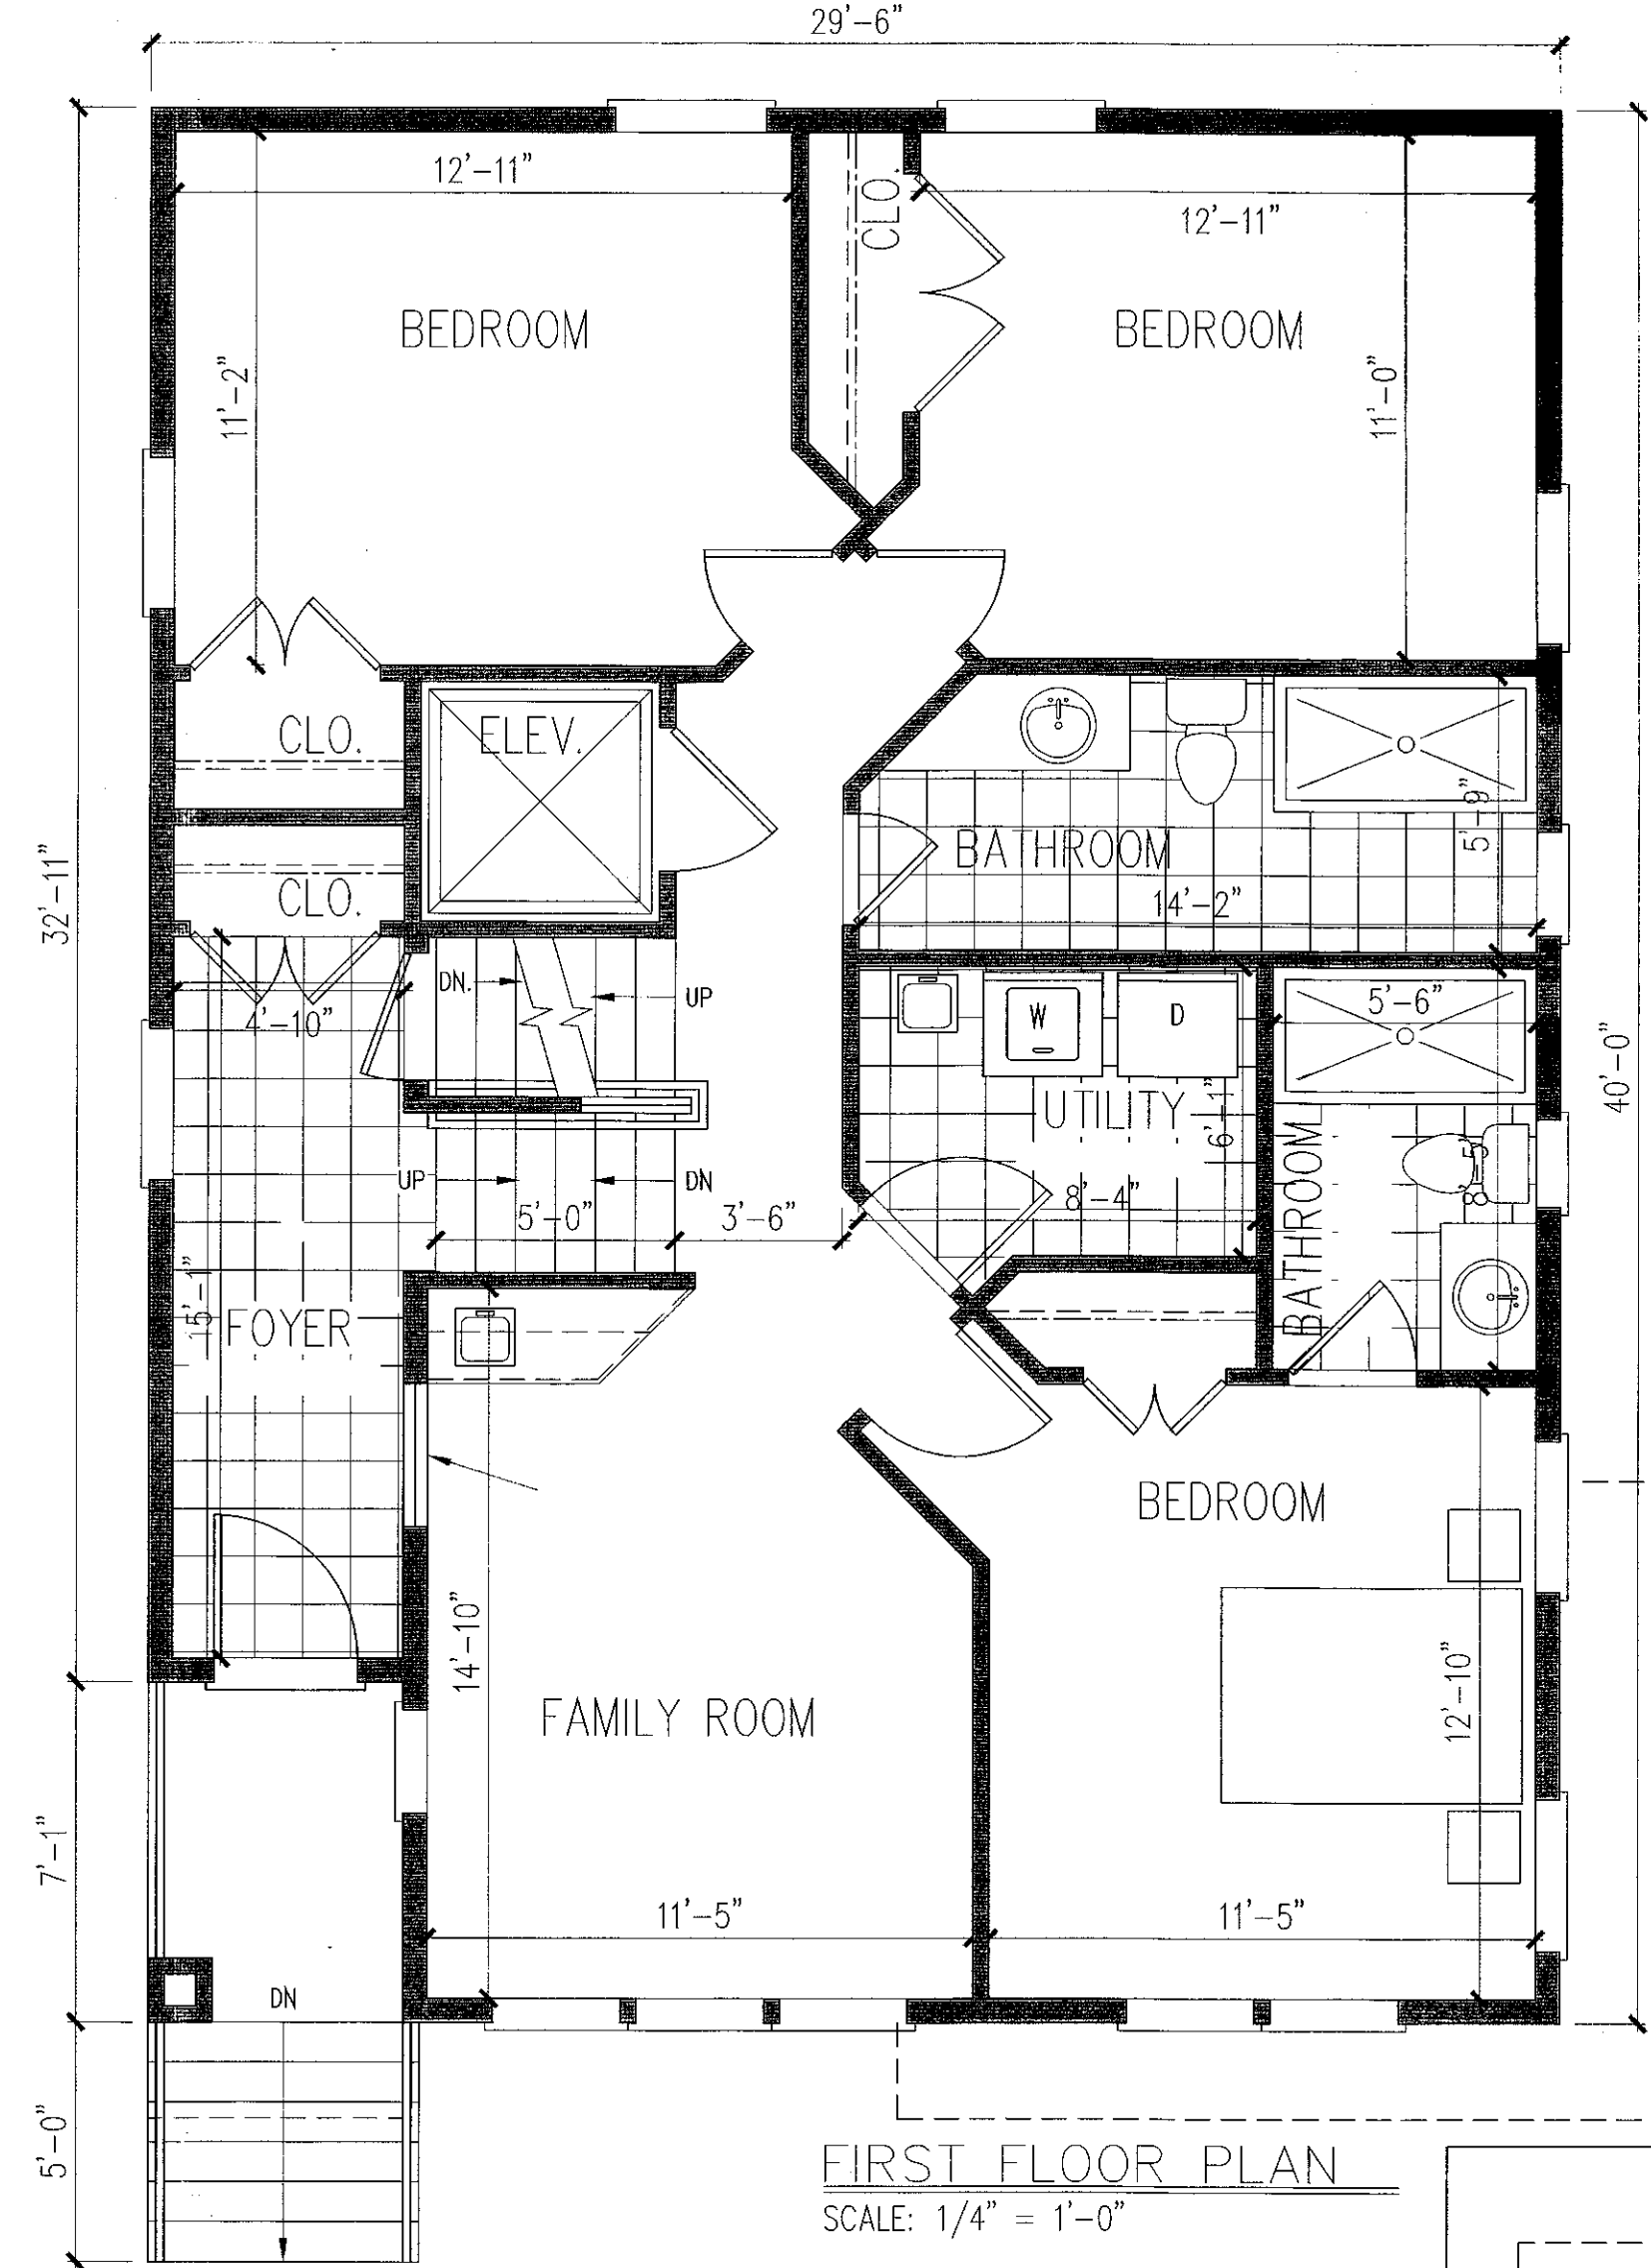 29'-6"
12'-11"
CLO.
12'-11"
BEDROOM
BEDROOM
11'-2"
11'-0"
CLO.
ELEV.
5'-9"
BATHROOM
14'-2"
32'-11"
CLO.
DN.
UP
4'-10"
W
D
5'-6"
40'-0"
UTILITY
6'-1"
BATHROOM
8'-5"
UP
DN
5'-0"
3'-6"
8'-4"
15'-1"
FOYER
BEDROOM
14'-10"
12'-10"
FAMILY ROOM
7'-1"
11'-5"
11'-5"
DN
5'-0"
FIRST FLOOR PLAN
SCALE: 1/4" = 1'-0"